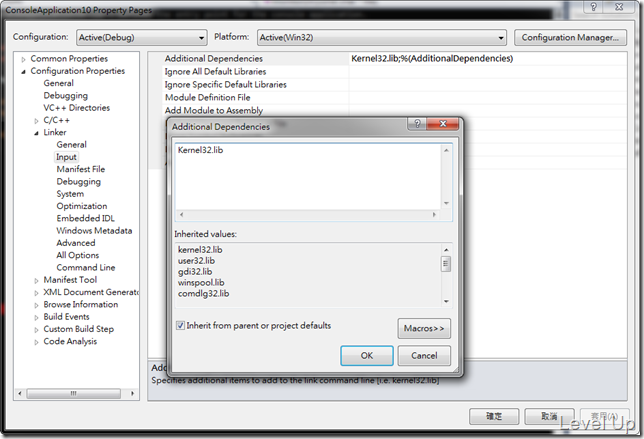 ConsoleApplication10 Property Pages
Configuration: Active(Debug) Platform: Active(Win32) Configuration Manager...
Common Properties
Configuration Properties
General
Debugging
VC++ Directories
C/C++
Linker
General
Input
Manifest File
Debugging
System
Optimization
Embedded IDL
Windows Metadata
Advanced
All Options
Command Line
Manifest Tool
XML Document Generato
Browse Information
Build Events
Custom Build Step
Code Analysis
Additional Dependencies Kernel32.lib;%(AdditionalDependencies)
Ignore All Default Libraries
Ignore Specific Default Libraries
Module Definition File
Add Module to Assembly
Additional Dependencies
Kernel32.lib
Inherited values:
kernel32.lib
user32.lib
gdi32.lib
winspool.lib
comdlg32.lib
Inherit from parent or project defaults
Macros>>
OK Cancel
Specifies additional items to add to the link command line [i.e. kernel32.lib]
確定 取消 套用(A)
Level Up